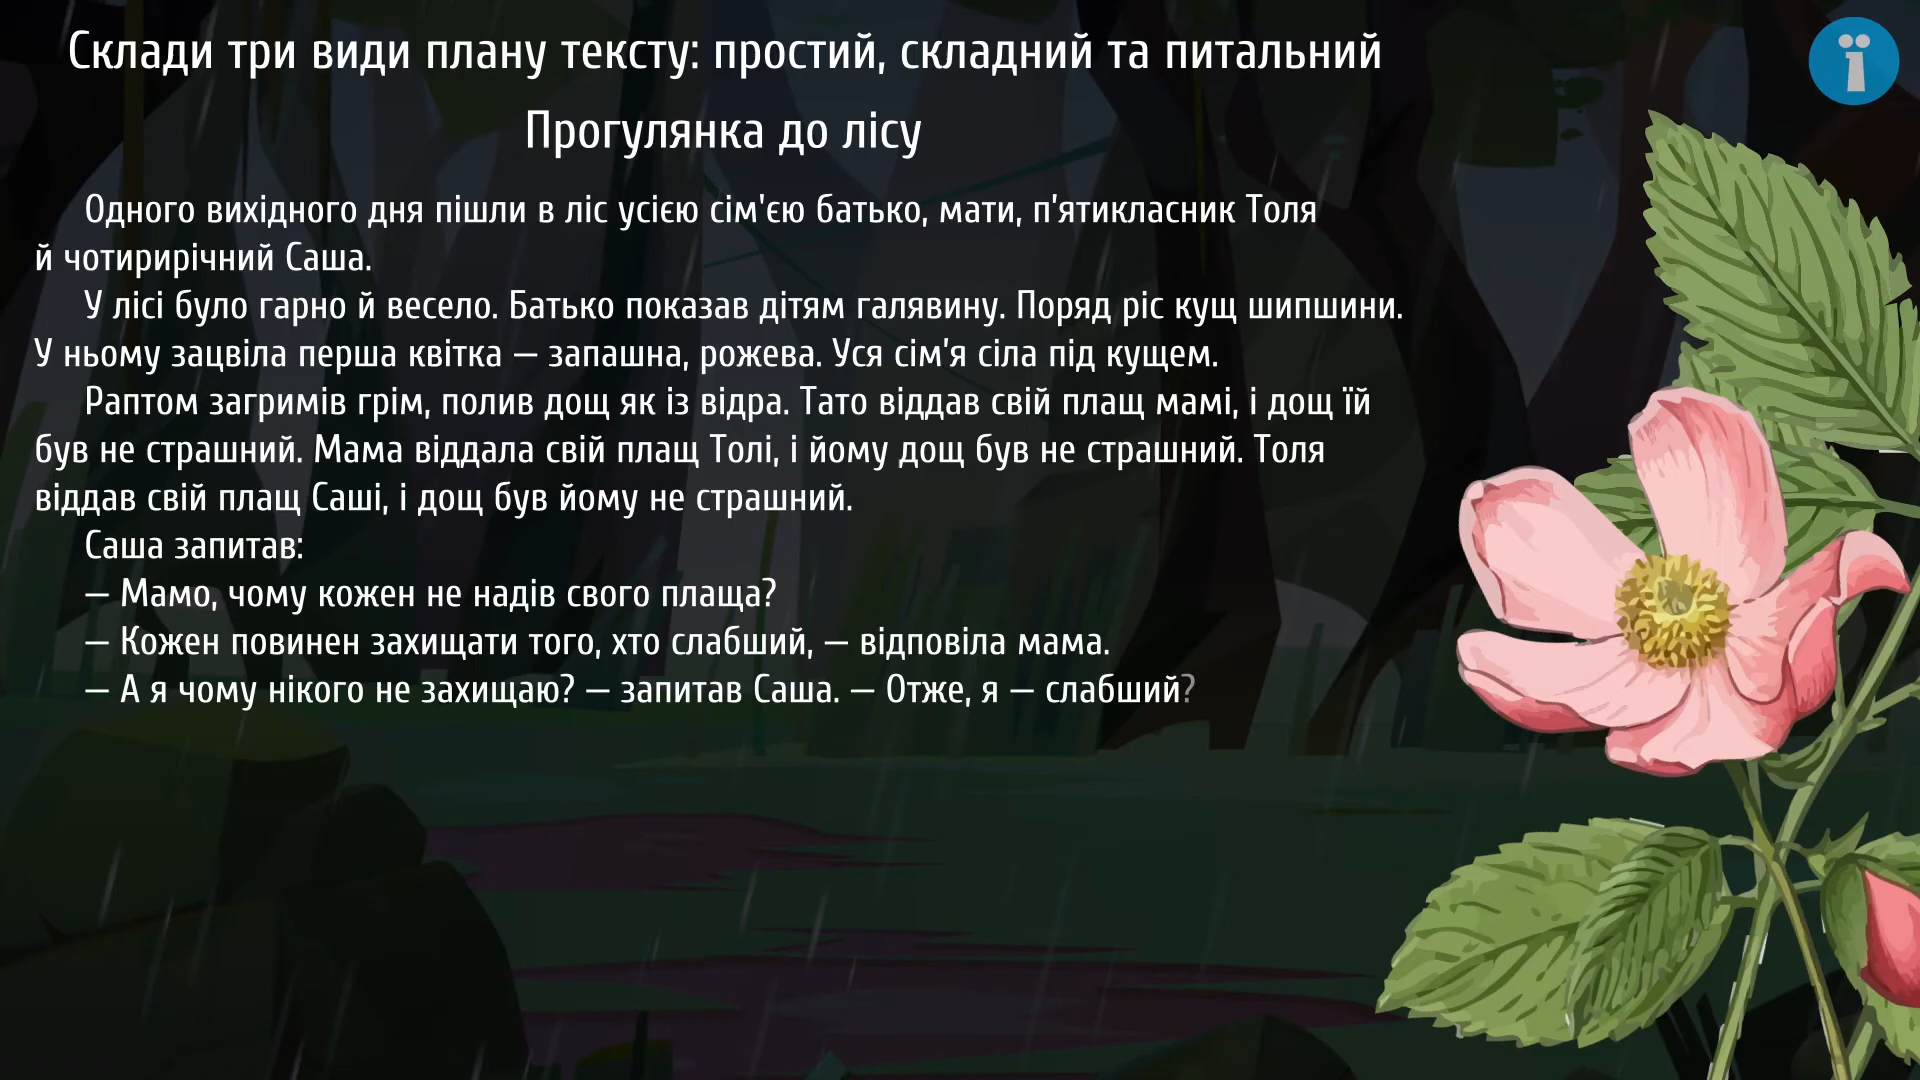 Склади три види плану тексту: простий, складний та питальний
Прогулянка до лісу
Одного вихідного дня пішли в ліс усією сім'єю батько, мати, п'ятикласник Толя
й чотирирічний Саша.
У лісі було гарно й весело. Батько показав дітям галявину. Поряд ріс кущ шипшини.
У ньому зацвіла перша квітка — запашна, рожева. Уся сім'я сіла під кущем.
Раптом загримів грім, полив дощ як із відра. Тато віддав свій плащ мамі, і дощ їй
був не страшний. Мама віддала свій плащ Толі, і йому дощ був не страшний. Толя
віддав свій плащ Саші, і дощ був йому не страшний.
Саша запитав:
— Мамо, чому кожен не надів свого плаща?
— Кожен повинен захищати того, хто слабший, — відповіла мама.
— А я чому нікого не захищаю? — запитав Саша. — Отже, я — слабший?
ї